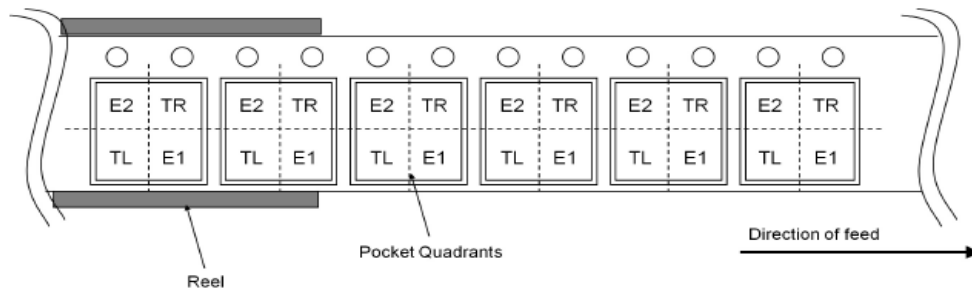 E2 TR E2 TR E2 TR E2 TR E2 TR E2 TR
TL E1 TL E1 TL E1 TL E1 TL E1 TL E1
Direction of feed
Pocket Quadrants
Reel